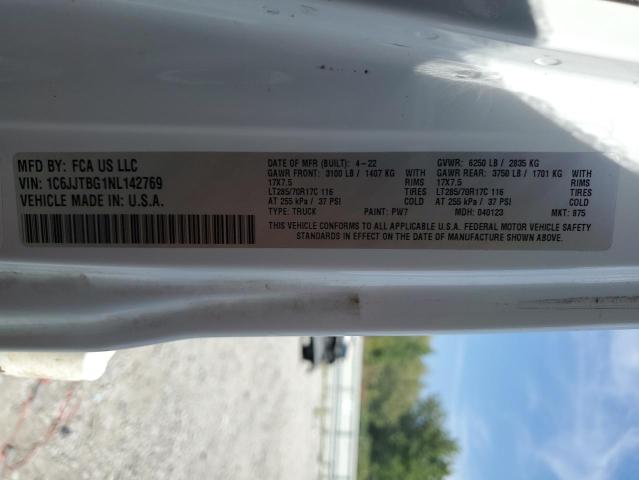 MFD BY: FCA US LLC
VIN: 1C6JJTBG1NL142769
VEHICLE MADE IN: U.S.A.
DATE OF MFR (BUILT): 4-22 GVWR: 6250 LB / 2835 KG
GAWR FRONT: 3100 LB / 1407 KG WITH GAWR REAR: 3750 LB / 1701 KG WITH
17X7.5 RIMS 17X7.5 RIMS
LT285/70R17C 116 TIRES LT285/70R17C 116 TIRES
AT 255 kPa / 37 PSI COLD AT 255 kPa / 37 PSI COLD
TYPE: TRUCK PAINT: PW7 MDH: 040123 MKT: 875
THIS VEHICLE CONFORMS TO ALL APPLICABLE U.S.A. FEDERAL MOTOR VEHICLE SAFETY
STANDARDS IN EFFECT ON THE DATE OF MANUFACTURE SHOWN ABOVE.